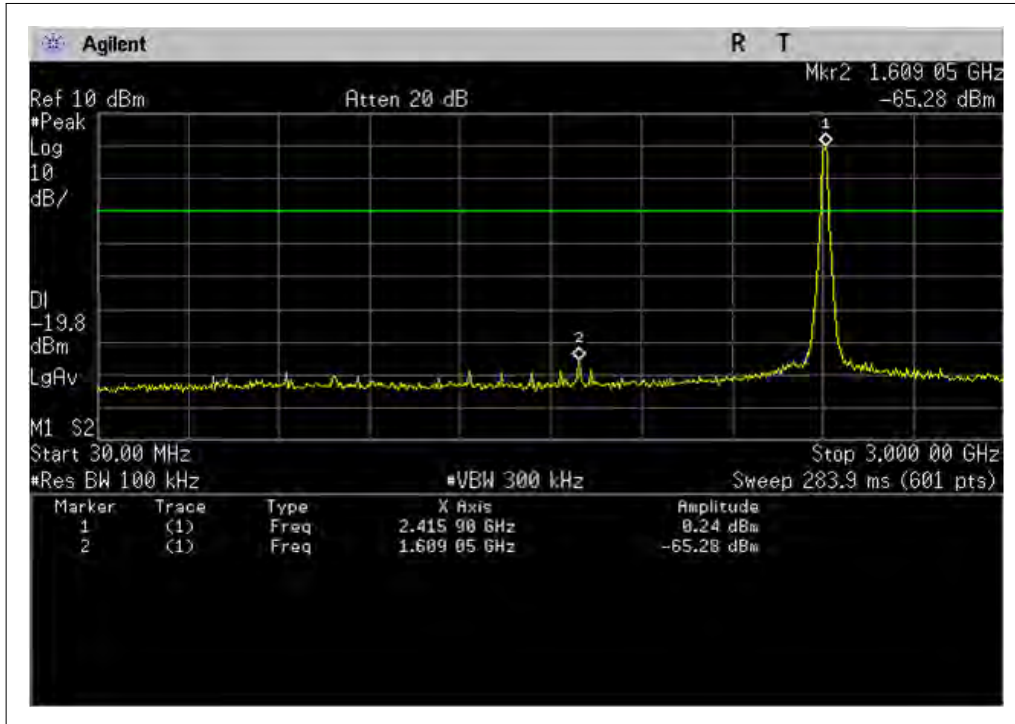 Agilent R T
Mkr2 1.609 05 GHz
Ref 10 dBm Atten 20 dB -65.28 dBm
#Peak
Log
10
dB/
1
DI
-19.8
dBm
2
LgAv
M1 S2
Start 30.00 MHz Stop 3.000 00 GHz
#Res BW 100 kHz #VBW 300 kHz Sweep 283.9 ms (601 pts)
Marker Trace Type X Axis Amplitude
1 (1) Freq 2.415 90 GHz 0.24 dBm
2 (1) Freq 1.609 05 GHz -65.28 dBm